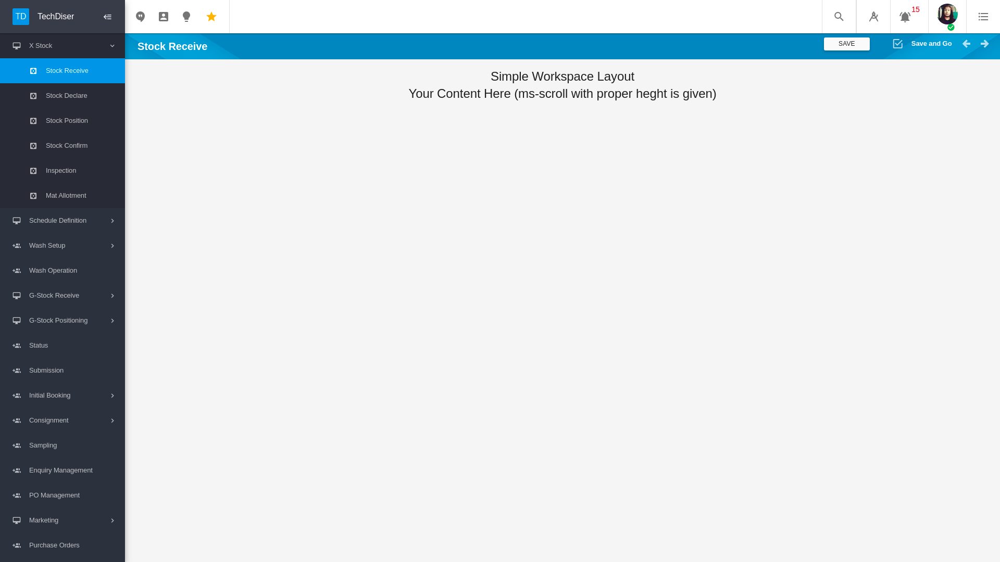 TD TechDiser
15
X Stock
Stock Receive
Stock Declare
Stock Position
Stock Confirm
Inspection
Mat Allotment
Schedule Definition
Wash Setup
Wash Operation
G-Stock Receive
G-Stock Positioning
Status
Submission
Initial Booking
Consignment
Sampling
Enquiry Management
PO Management
Marketing
Purchase Orders
Stock Receive
SAVE
Save and Go
Simple Workspace Layout
Your Content Here (ms-scroll with proper heght is given)